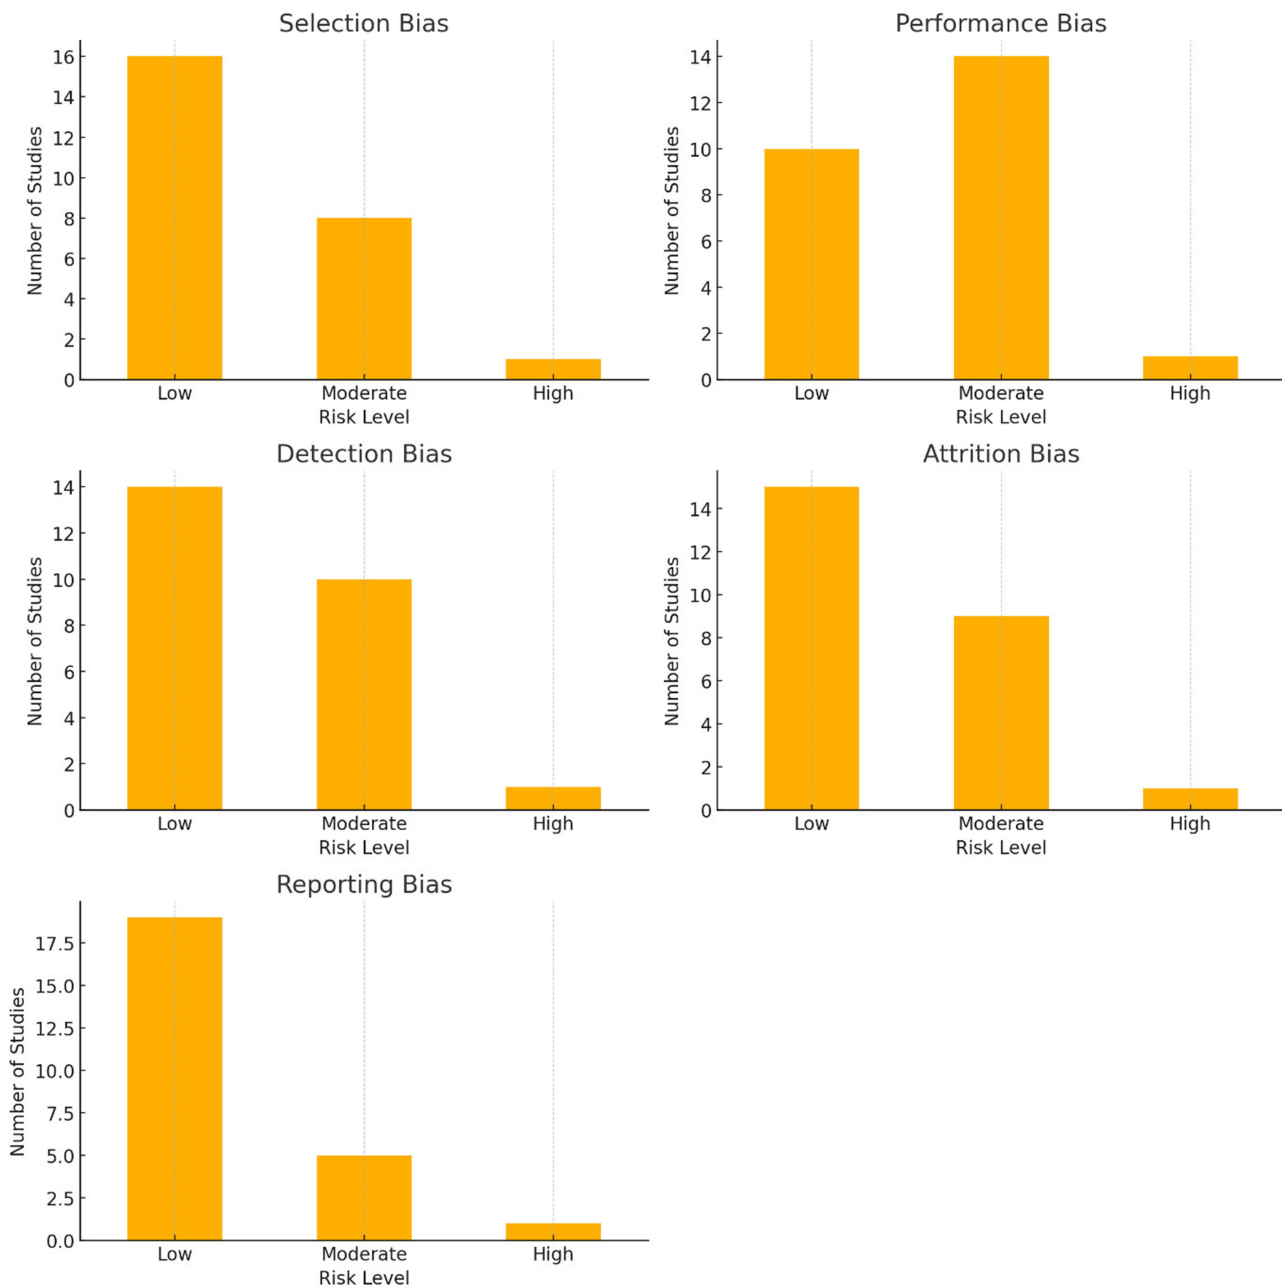 Selection Bias
Number of Studies
16
14
12
10
8
6
4
2
0
Low Moderate High
Risk Level
Performance Bias
Number of Studies
14
12
10
8
6
4
2
0
Low Moderate High
Risk Level
Detection Bias
Number of Studies
14
12
10
8
6
4
2
0
Low Moderate High
Risk Level
Attrition Bias
Number of Studies
14
12
10
8
6
4
2
0
Low Moderate High
Risk Level
Reporting Bias
Number of Studies
17.5
15.0
12.5
10.0
7.5
5.0
2.5
0.0
Low Moderate High
Risk Level